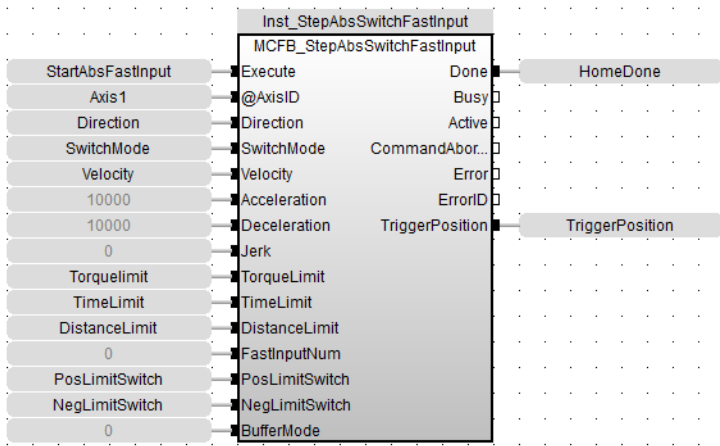 Inst_StepAbsSwitchFastInput
MCFB_StepAbsSwitchFastInput
StartAbsFastInput Execute Done HomeDone
Axis1 @AxisID Busy
Direction Direction Active
SwitchMode SwitchMode CommandAbor...
Velocity Velocity Error
10000 Acceleration ErrorID
10000 Deceleration TriggerPosition TriggerPosition
0 Jerk
Torquelimit TorqueLimit
TimeLimit TimeLimit
DistanceLimit DistanceLimit
0 FastInputNum
PosLimitSwitch PosLimitSwitch
NegLimitSwitch NegLimitSwitch
0 BufferMode